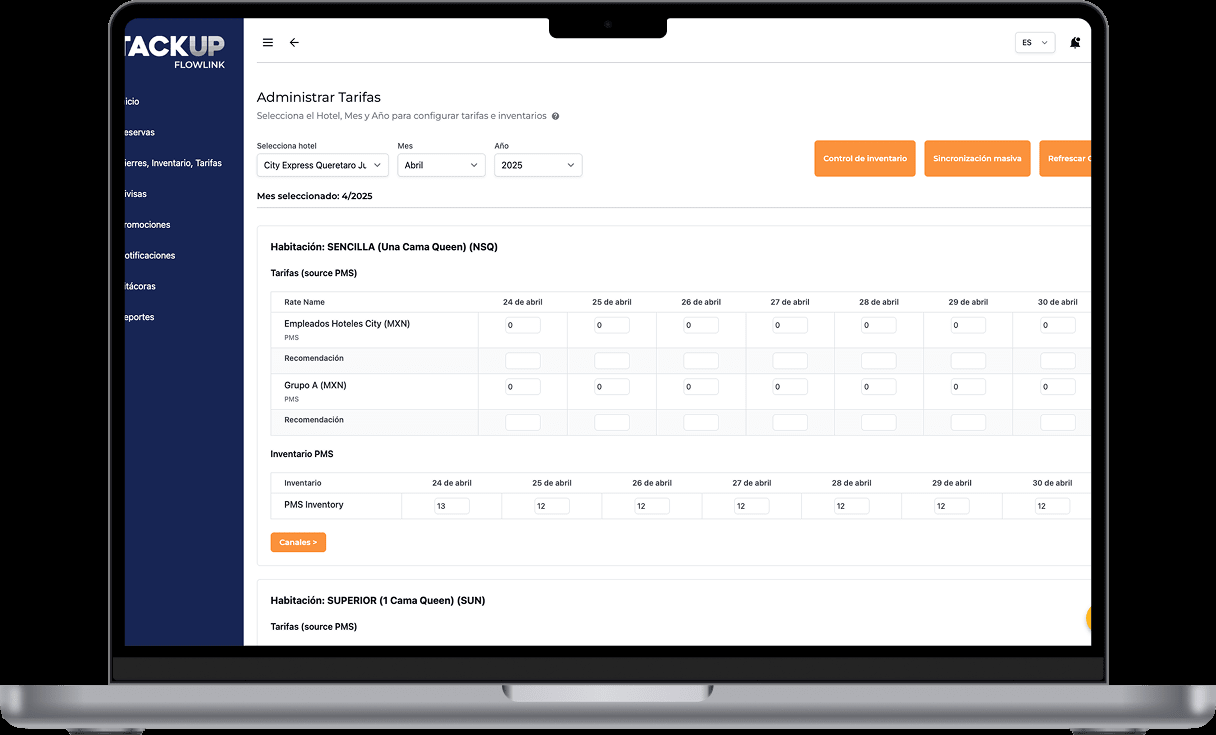 TACKUP
FLOWLINK
icio
eservas
ierres, Inventario, Tarifas
ivisas
romociones
otificaciones
itácoras
eportes
ES
Administrar Tarifas
Selecciona el Hotel, Mes y Año para configurar tarifas e inventarios
Selecciona hotel Mes Año
City Express Queretaro Ju Abril 2025
Control de inventario Sincronización masiva Refrescar
Mes seleccionado: 4/2025
Habitación: SENCILLA (Una Cama Queen) (NSQ)
Tarifas (source PMS)
Rate Name 24 de abril 25 de abril 26 de abril 27 de abril 28 de abril 29 de abril 30 de abril
Empleados Hoteles City (MXN) 0 0 0 0 0 0 0
PMS
Recomendación
Grupo A (MXN) 0 0 0 0 0 0 0
PMS
Recomendación
Inventario PMS
Inventario 24 de abril 25 de abril 26 de abril 27 de abril 28 de abril 29 de abril 30 de abril
PMS Inventory 13 12 12 12 12 12 12
Canales >
Habitación: SUPERIOR (1 Cama Queen) (SUN)
Tarifas (source PMS)